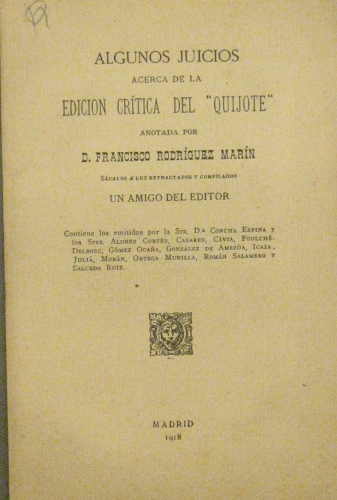 ALGUNOS JUICIOS
ACERCA DE LA
EDICION CRÍTICA DEL "QUIJOTE"
ANOTADA POR
D. FRANCISCO RODRÍGUEZ MARÍN
SÁCALOS Á LUZ EXTRACTADOS Y COMPILADOS
UN AMIGO DEL EDITOR
Contiene los emitidos por la Sra. D.ª CONCHA ESPINA y
los Sres. ALONSO CORTÉS, CASARES, CÁVIA, FOULCHÉ-
DELBOSC, GÓMEZ OCAÑA, GONZÁLEZ DE AMEZÚA, ICAZA,
JULIÁ, MORÁN, ORTEGA MUNILLA, ROMÁN SALAMERO Y
SALCEDO RUIZ.
MADRID
1918